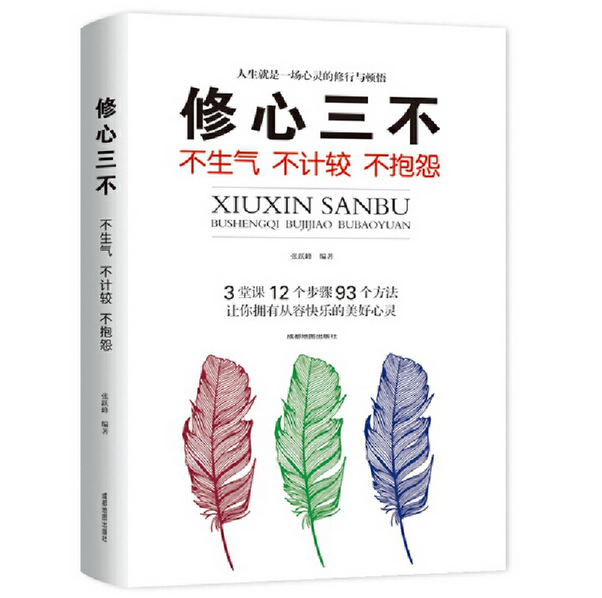 人生就是一场心灵的修行与顿悟
修心三不
不生气 不计较 不抱怨
XIUXIN SANBU
BUSHENGQI BUJIJIAO BUBAOYUAN
张跃峰 编著
3堂课12个步骤93个方法
让你拥有从容快乐的美好心灵
成都地图出版社
修心三不
不生气 不计较 不抱怨
张跃峰 编著
成都地图出版社